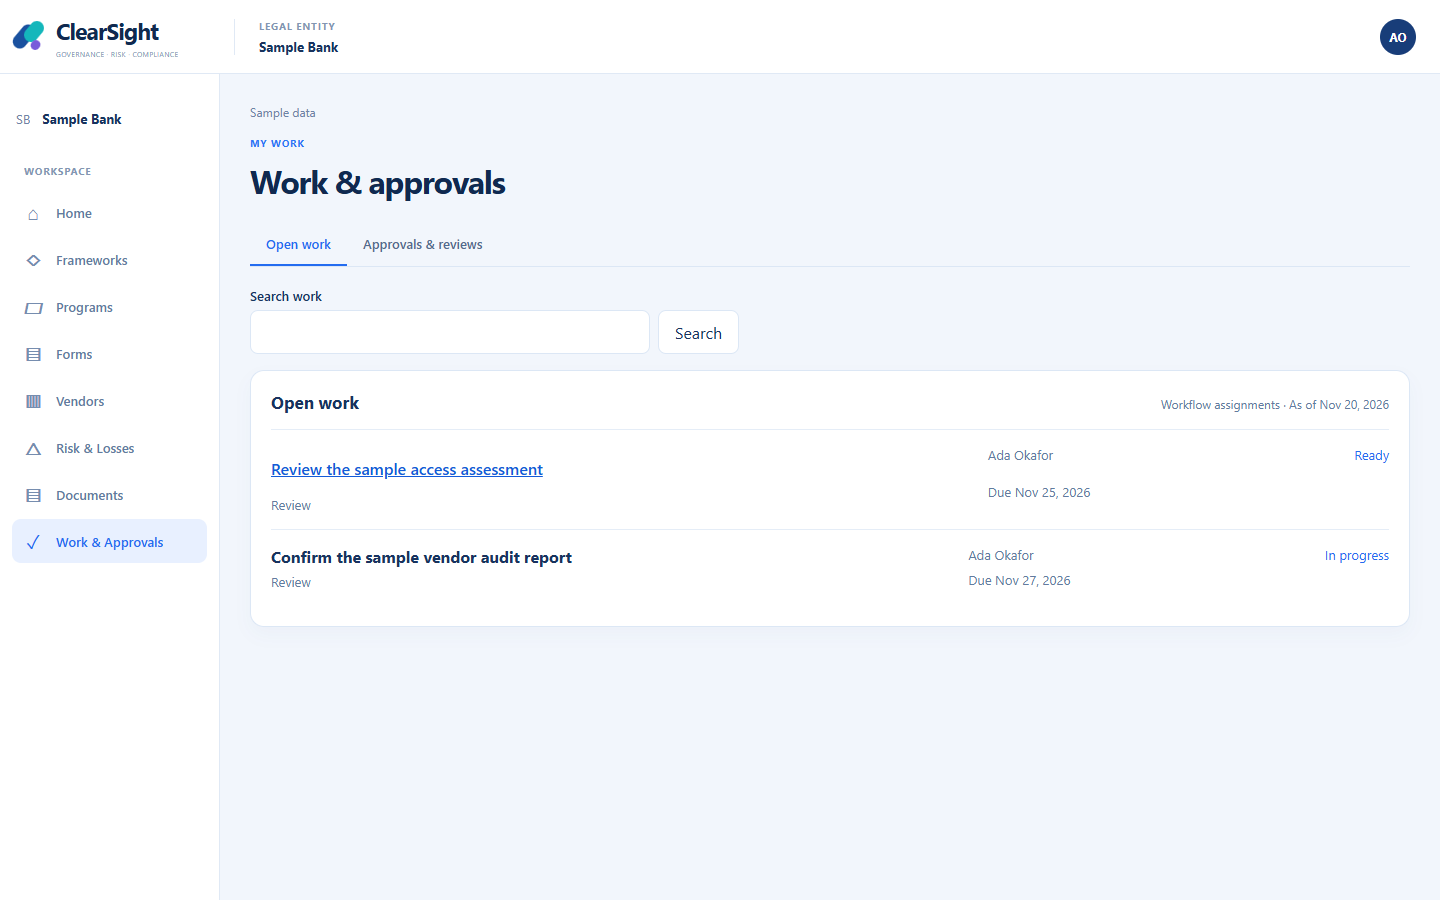 ClearSight
GOVERNANCE · RISK · COMPLIANCE
LEGAL ENTITY
Sample Bank
AO
SB Sample Bank
WORKSPACE
Home
Frameworks
Programs
Forms
Vendors
Risk & Losses
Documents
Work & Approvals
Sample data
MY WORK
Work & approvals
Open work
Approvals & reviews
Search work
Search
Open work
Workflow assignments · As of Nov 20, 2026
Review the sample access assessment
Review
Ada Okafor
Due Nov 25, 2026
Ready
Confirm the sample vendor audit report
Review
Ada Okafor
Due Nov 27, 2026
In progress